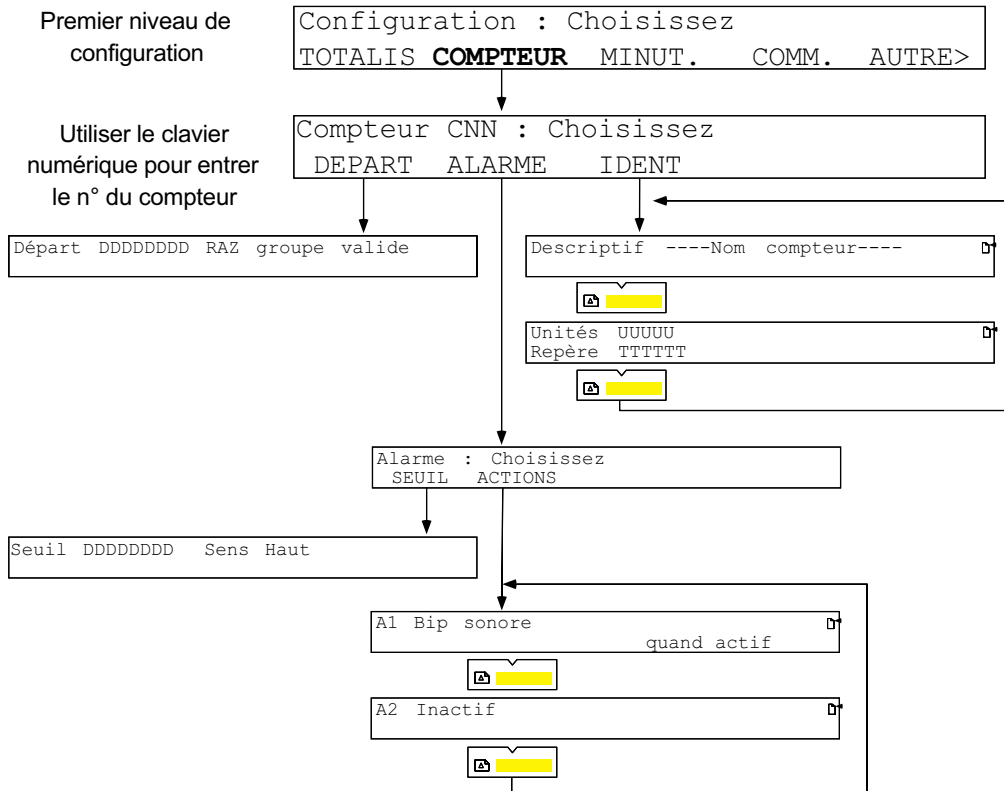 Premier niveau de
configuration
Configuration : Choisissez
TOTALIS COMPTEUR MINUT. COMM. AUTRE>
Utiliser le clavier
numérique pour entrer
le n° du compteur
Compteur CNN : Choisissez
DEPART ALARME IDENT
Départ DDDDDDDD RAZ groupe valide
Descriptif ----Nom compteur----
Unités UUUUU
Repère TTTTTT
Alarme : Choisissez
SEUIL ACTIONS
Seuil DDDDDDDD Sens Haut
A1 Bip sonore
quand actif
A2 Inactif